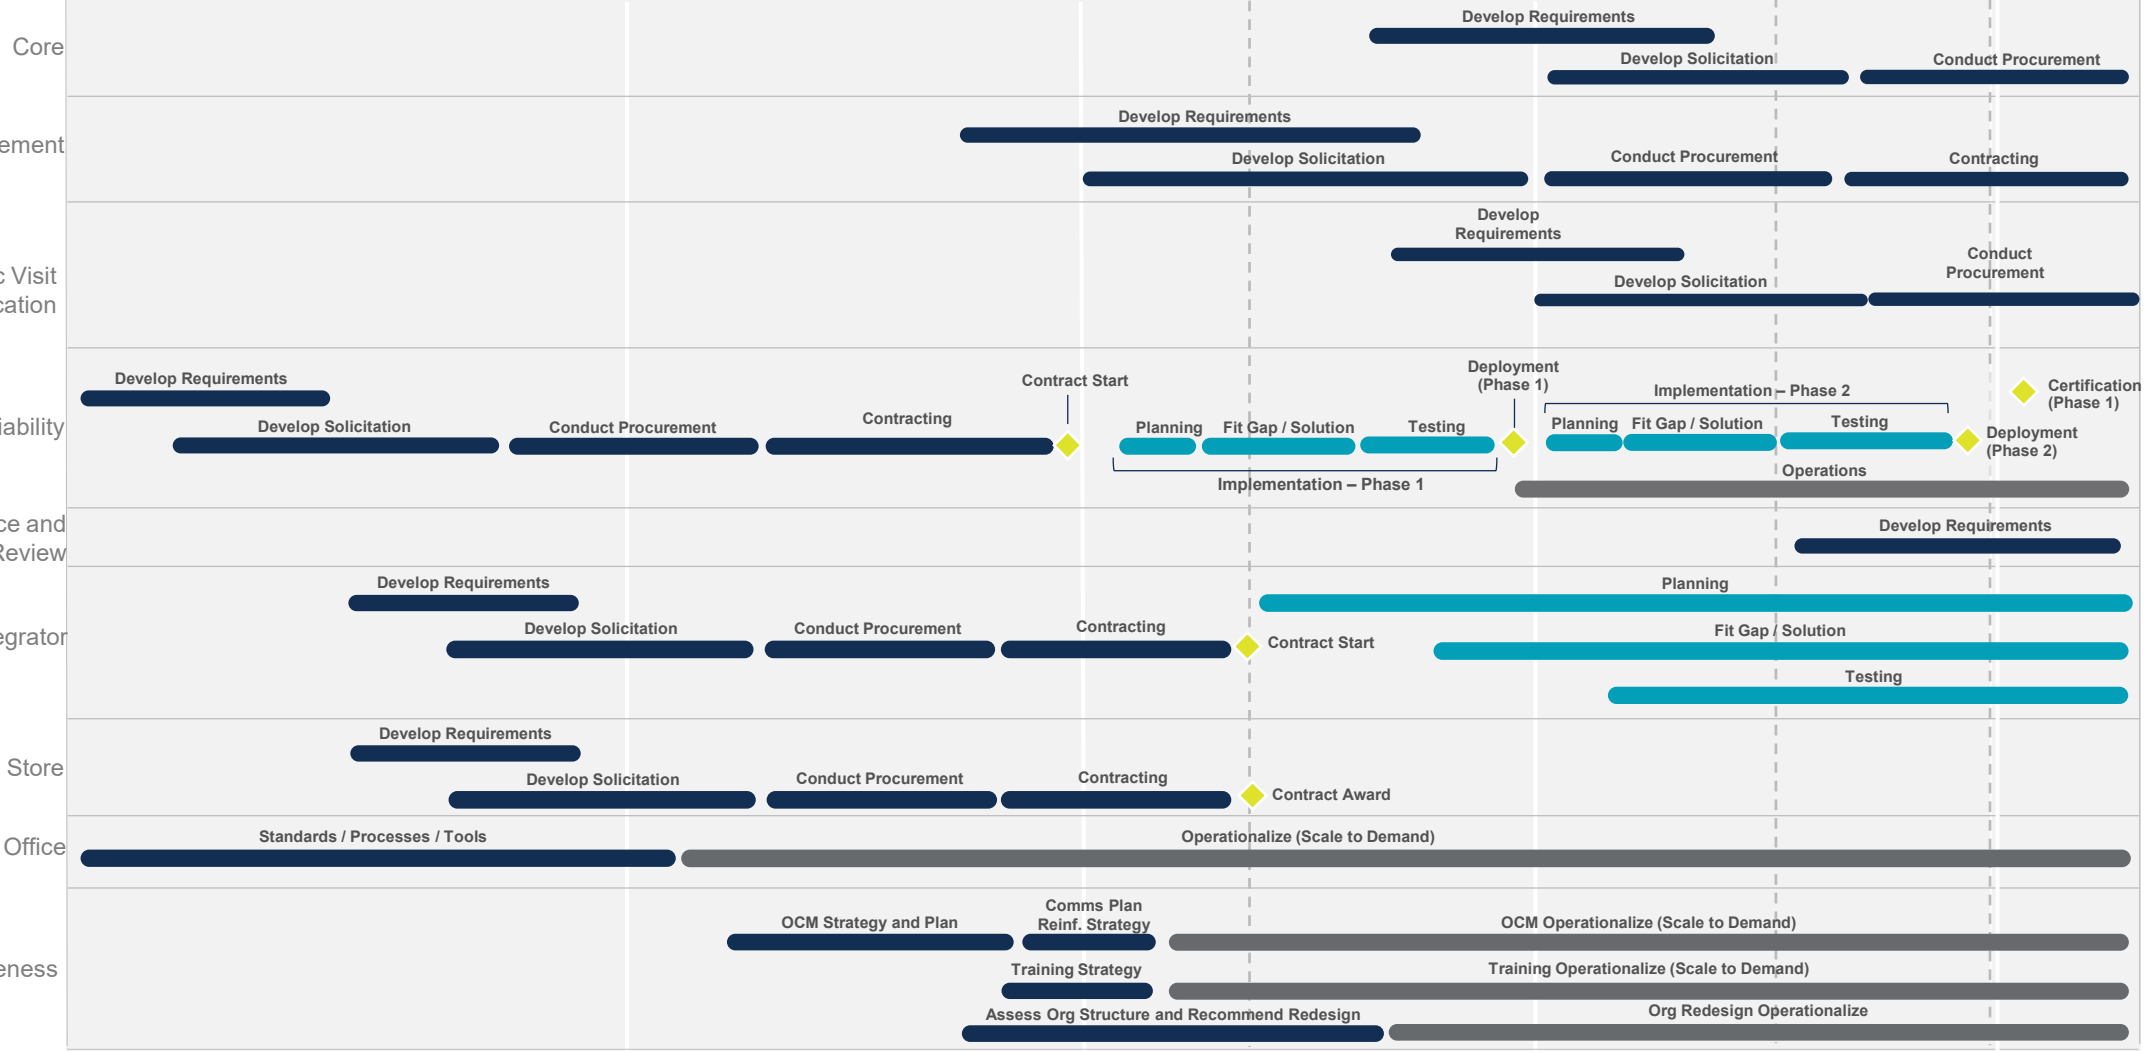 Core
Develop Requirements
Develop Solicitation
Conduct Procurement
ement
Develop Requirements
Develop Solicitation
Conduct Procurement
Contracting
c Visit
cation
Develop
Requirements
Develop Solicitation
Conduct
Procurement
iability
Develop Requirements
Develop Solicitation
Conduct Procurement
Contracting
Contract Start
Planning
Fit Gap / Solution
Testing
Implementation – Phase 1
Deployment
(Phase 1)
Implementation – Phase 2
Planning
Fit Gap / Solution
Testing
Certification
(Phase 1)
Deployment
(Phase 2)
Operations
ce and
Review
Develop Requirements
egrator
Develop Requirements
Develop Solicitation
Conduct Procurement
Contracting
Contract Start
Planning
Fit Gap / Solution
Testing
Store
Develop Requirements
Develop Solicitation
Conduct Procurement
Contracting
Contract Award
Office
Standards / Processes / Tools
Operationalize (Scale to Demand)
eness
OCM Strategy and Plan
Comms Plan
Reinf. Strategy
OCM Operationalize (Scale to Demand)
Training Strategy
Training Operationalize (Scale to Demand)
Assess Org Structure and Recommend Redesign
Org Redesign Operationalize